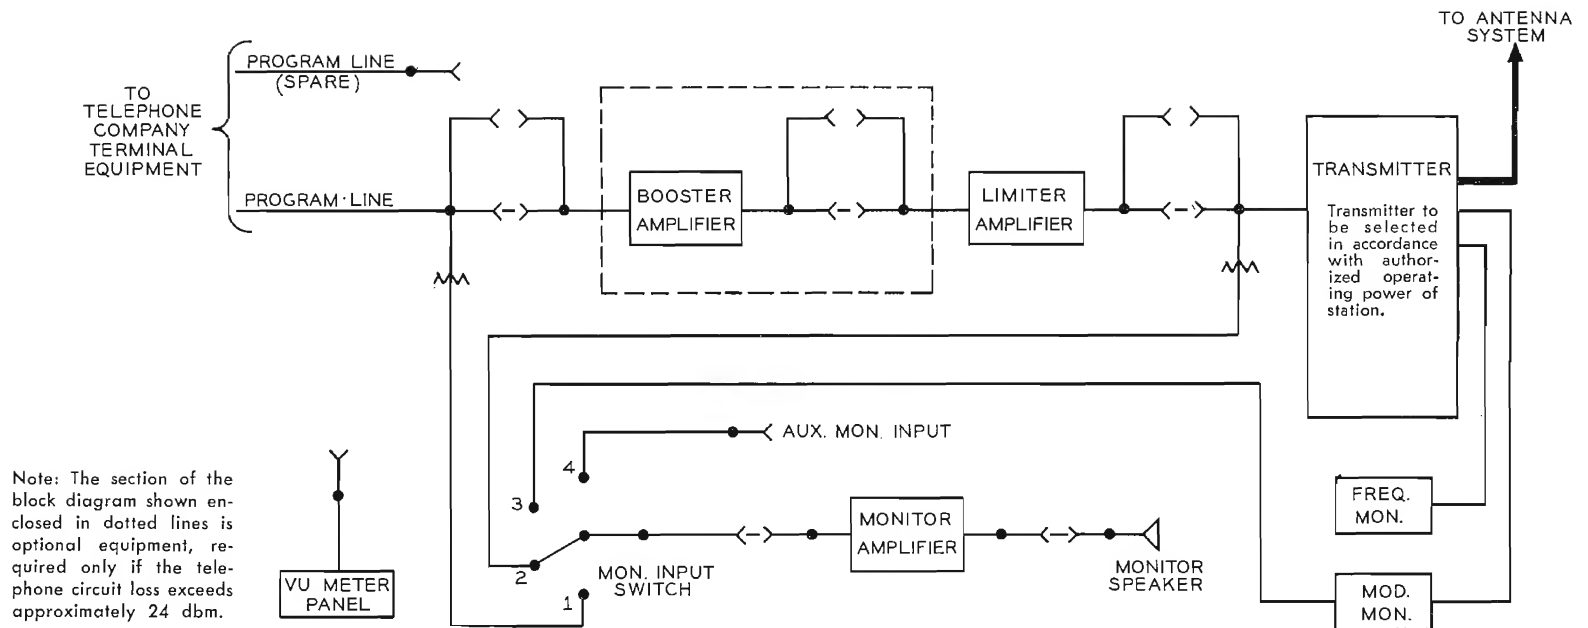 TO ANTENNA
SYSTEM
PROGRAM LINE
(SPARE)
TO
TELEPHONE
COMPANY
TERMINAL
EQUIPMENT
PROGRAM·LINE
BOOSTER
AMPLIFIER
LIMITER
AMPLIFIER
TRANSMITTER
Transmitter to
be selected
in accordance
with author-
ized operat-
ing power of
station.
AUX. MON. INPUT
4
3
2
1
MON. INPUT
SWITCH
MONITOR
AMPLIFIER
MONITOR
SPEAKER
FREQ.
MON.
MOD.
MON.
Note: The section of the
block diagram shown en-
closed in dotted lines is
optional equipment, re-
quired only if the tele-
phone circuit loss exceeds
approximately 24 dbm.
VU METER
PANEL